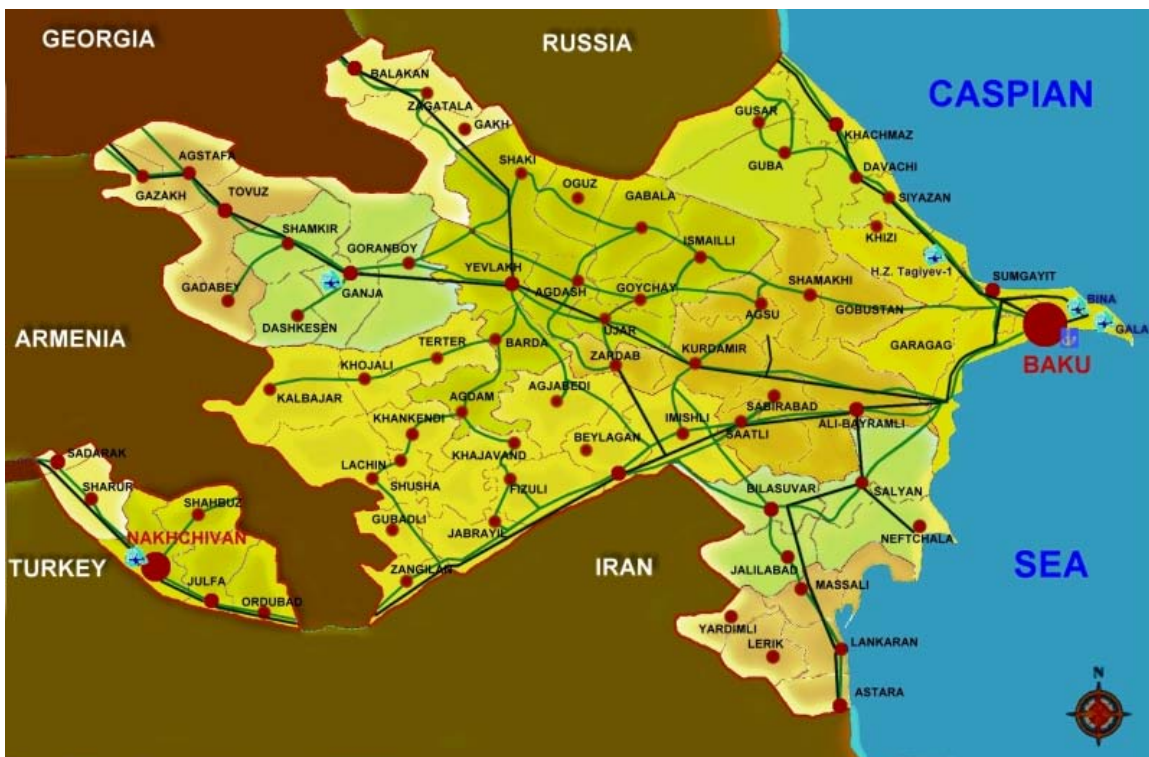 GEORGIA
RUSSIA
CASPIAN
BALAKAN
ZAGATALA
GAKH
GUSAR
KHACHMAZ
GUBA
DAVACHI
SIYAZAN
AGSTAFA
GAZAKH
TOVUZ
SHAKI
OGUZ
GABALA
KHIZI
SHAMKIR
GORANBOY
ISMAILLI
H.Z. Tagiyev-1
YEVLAKH
SHAMAKHI
SUMGAYIT
GADABEY
GANJA
AGDASH
GOYCHAY
AGSU
GOBUSTAN
BINA
GALA
DASHKESEN
UJAR
ARMENIA
TERTER
BARDA
ZARDAB
KURDAMIR
GARAGAG
BAKU
KHOJALI
KALBAJAR
AGDAM
AGJABEDI
SABIRABAD
KHANKENDI
IMISHLI
SAATLI
ALI-BAYRAMLI
BEYLAGAN
SADARAK
KHAJAVAND
LACHIN
SHUSHA
FIZULI
SHARUR
SHAHBUZ
BILASUVAR
SALYAN
GUBADLI
JABRAYIL
NAKHCHIVAN
NEFTCHALA
TURKEY
IRAN
SEA
ZANGILAN
JALILABAD
MASSALI
JULFA
ORDUBAD
YARDIMLI
LERIK
LANKARAN
N
ASTARA